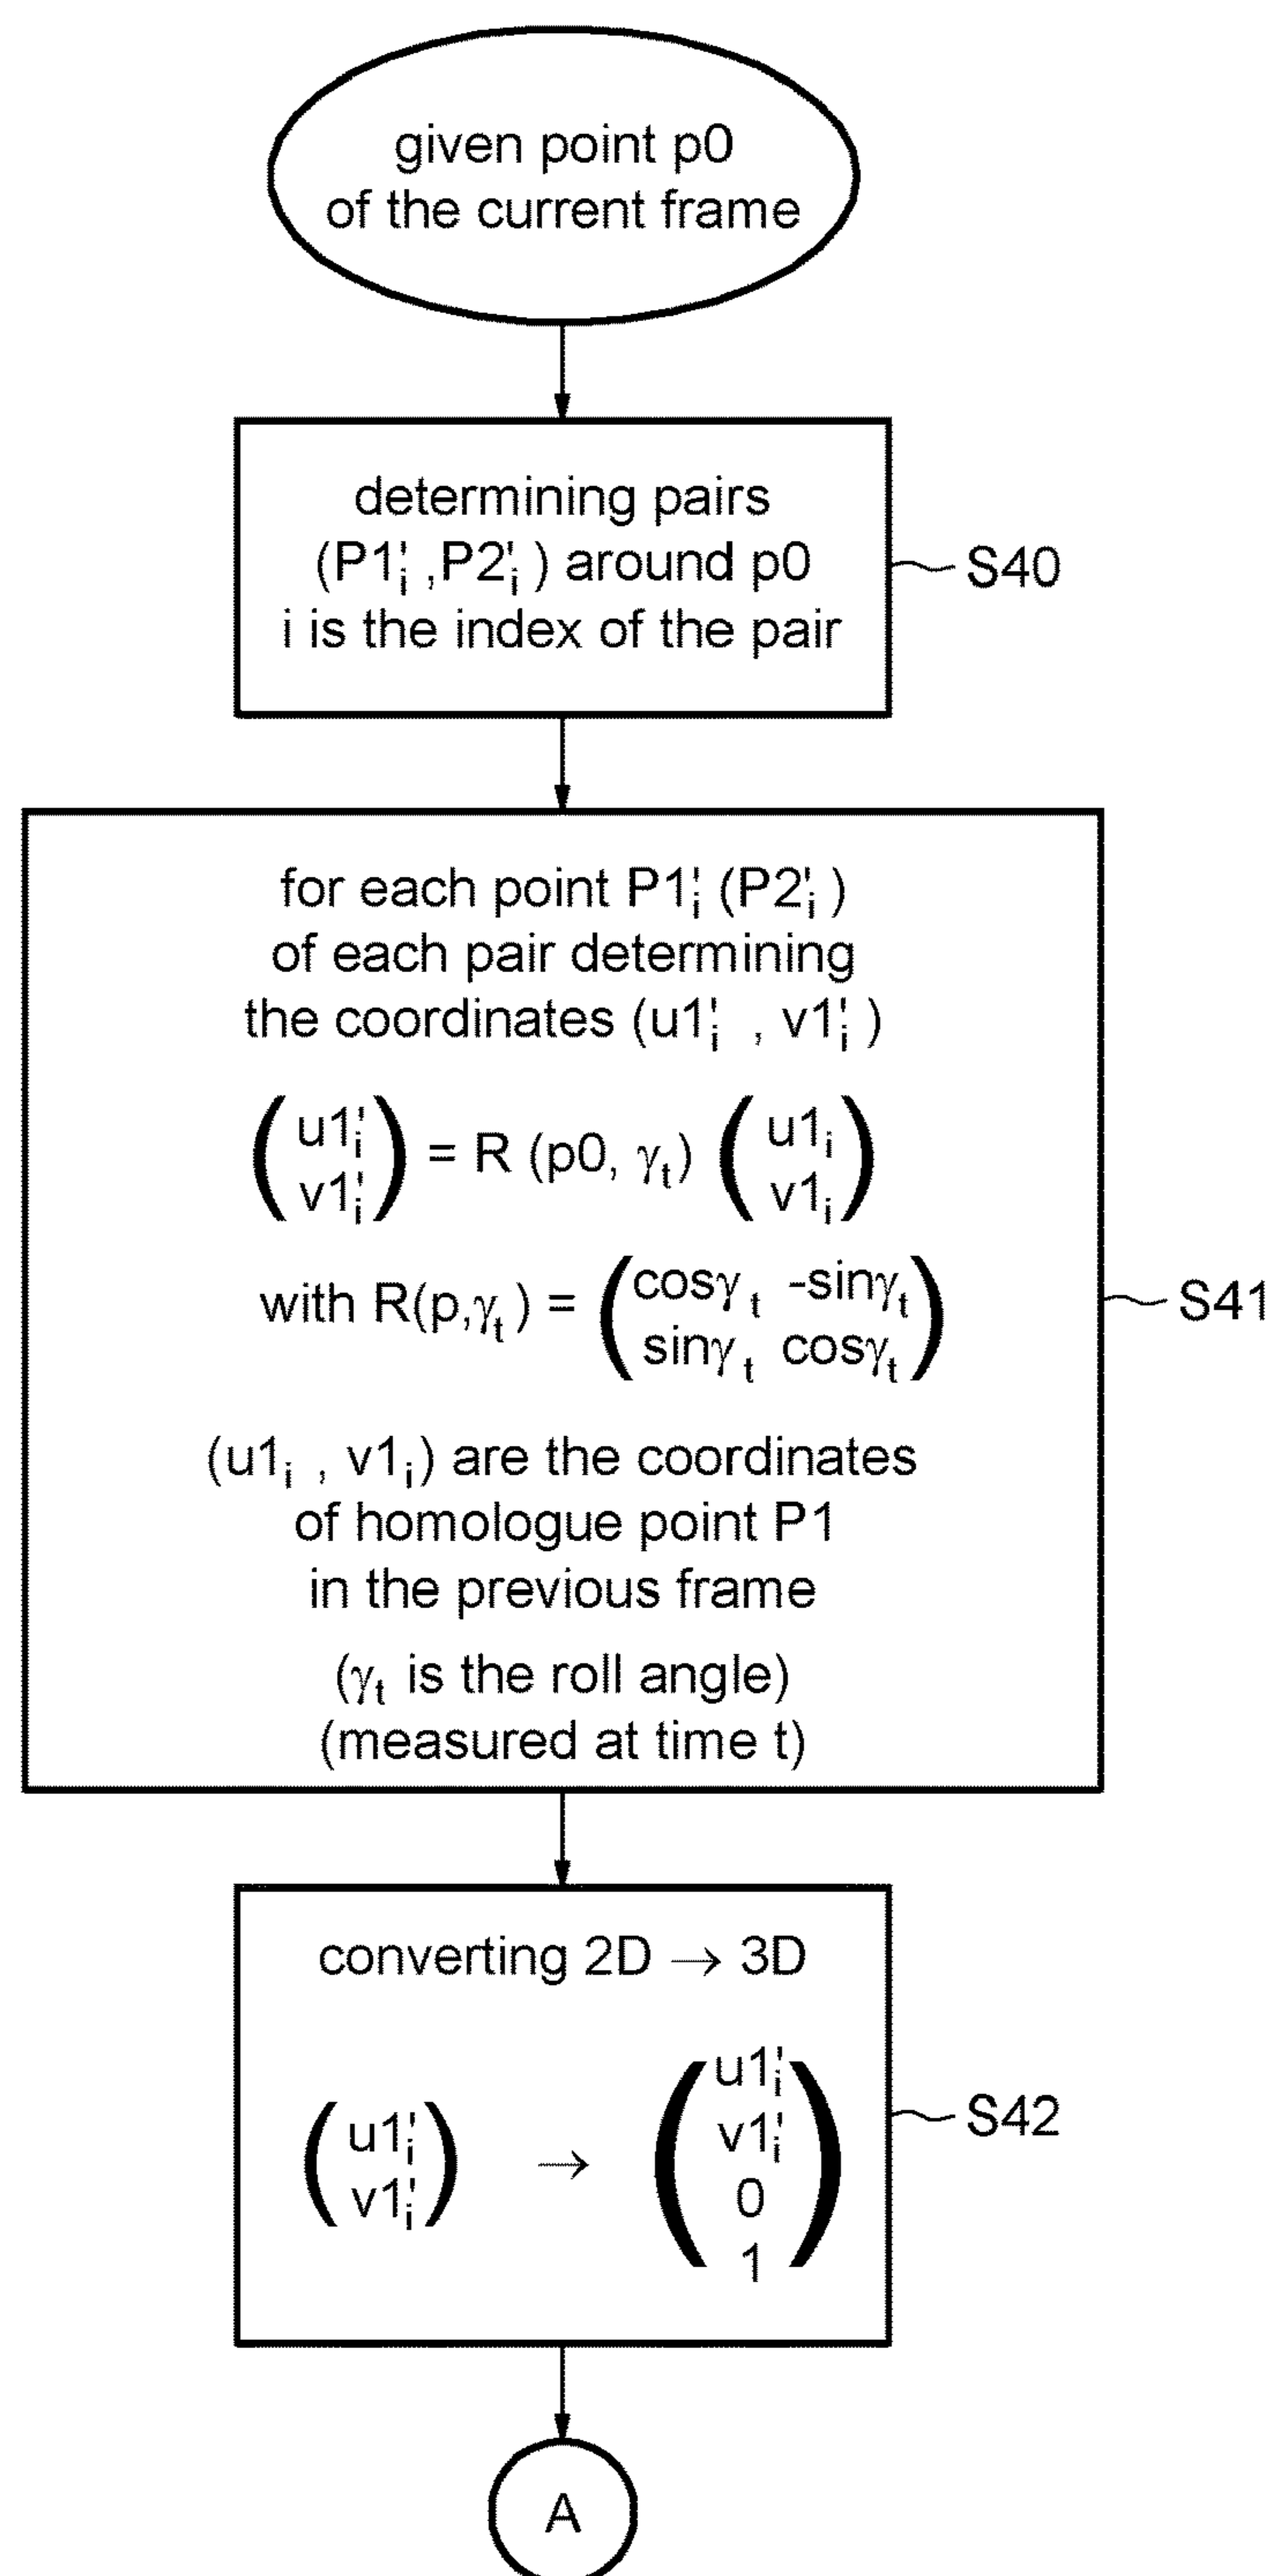 given point p0
of the current frame
determining pairs
(P1'ᵢ ,P2'ᵢ ) around p0
i is the index of the pair
S40
for each point P1'ᵢ (P2'ᵢ )
of each pair determining
the coordinates (u1'ᵢ , v1'ᵢ )
(u1'ᵢ v1'ᵢ) = R (p0, γₜ) (u1ᵢ v1ᵢ)
with R(p,γₜ ) = (cosγₜ -sinγₜ
sinγₜ cosγₜ)
S41
(u1ᵢ , v1ᵢ) are the coordinates
of homologue point P1
in the previous frame
(γₜ is the roll angle)
(measured at time t)
converting 2D → 3D
(u1'ᵢ v1'ᵢ) → (u1'ᵢ v1'ᵢ 0 1)
S42
A